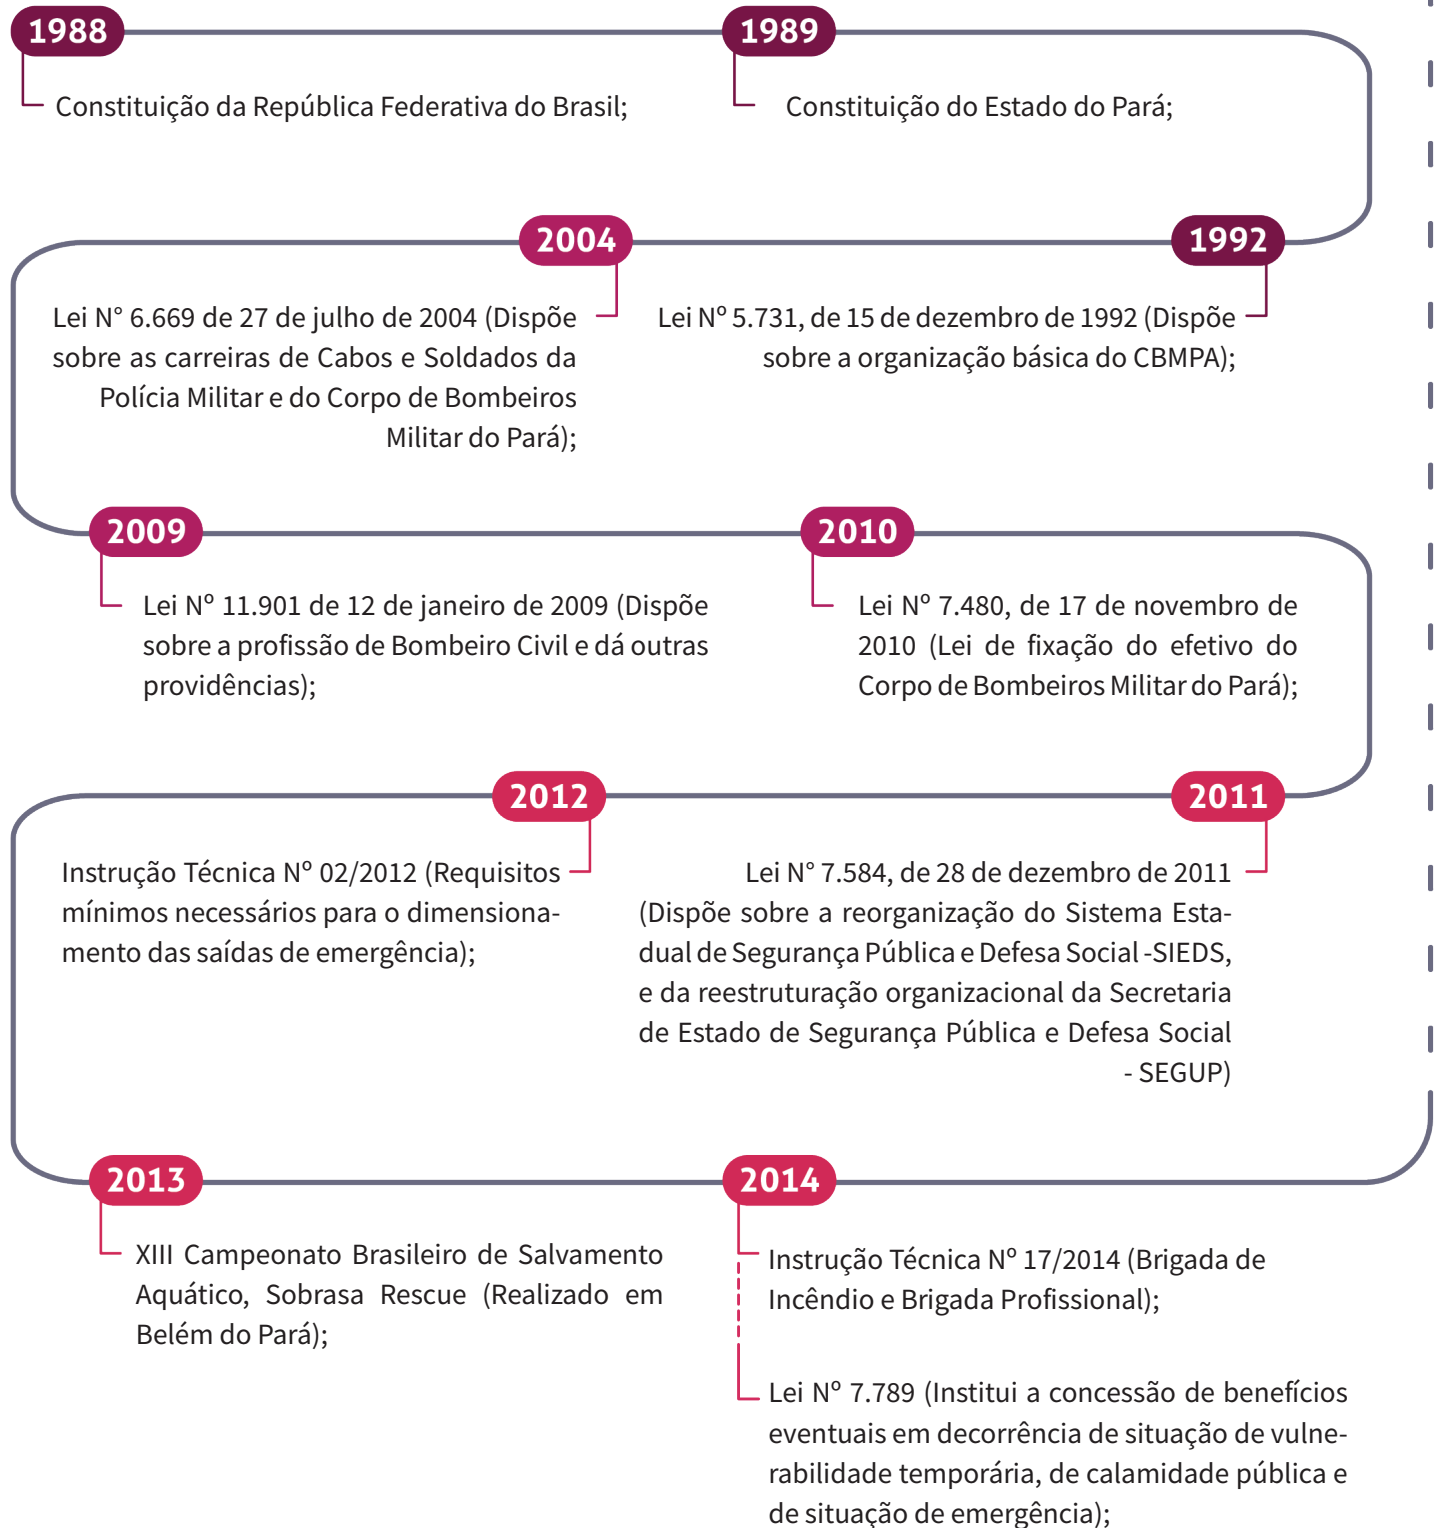 1988
Constituição da República Federativa do Brasil;
1989
Constituição do Estado do Pará;
1992
Lei Nº 5.731, de 15 de dezembro de 1992 (Dispõe
sobre a organização básica do CBMPA);
2004
Lei N° 6.669 de 27 de julho de 2004 (Dispõe
sobre as carreiras de Cabos e Soldados da
Polícia Militar e do Corpo de Bombeiros
Militar do Pará);
2009
Lei Nº 11.901 de 12 de janeiro de 2009 (Dispõe
sobre a profissão de Bombeiro Civil e dá outras
providências);
2010
Lei Nº 7.480, de 17 de novembro de
2010 (Lei de fixação do efetivo do
Corpo de Bombeiros Militar do Pará);
2011
Lei N° 7.584, de 28 de dezembro de 2011
(Dispõe sobre a reorganização do Sistema Esta-
dual de Segurança Pública e Defesa Social -SIEDS,
e da reestruturação organizacional da Secretaria
de Estado de Segurança Pública e Defesa Social
- SEGUP)
2012
Instrução Técnica Nº 02/2012 (Requisitos
mínimos necessários para o dimensiona-
mento das saídas de emergência);
2013
XIII Campeonato Brasileiro de Salvamento
Aquático, Sobrasa Rescue (Realizado em
Belém do Pará);
2014
Instrução Técnica Nº 17/2014 (Brigada de
Incêndio e Brigada Profissional);
Lei Nº 7.789 (Institui a concessão de benefícios
eventuais em decorrência de situação de vulne-
rabilidade temporária, de calamidade pública e
de situação de emergência);